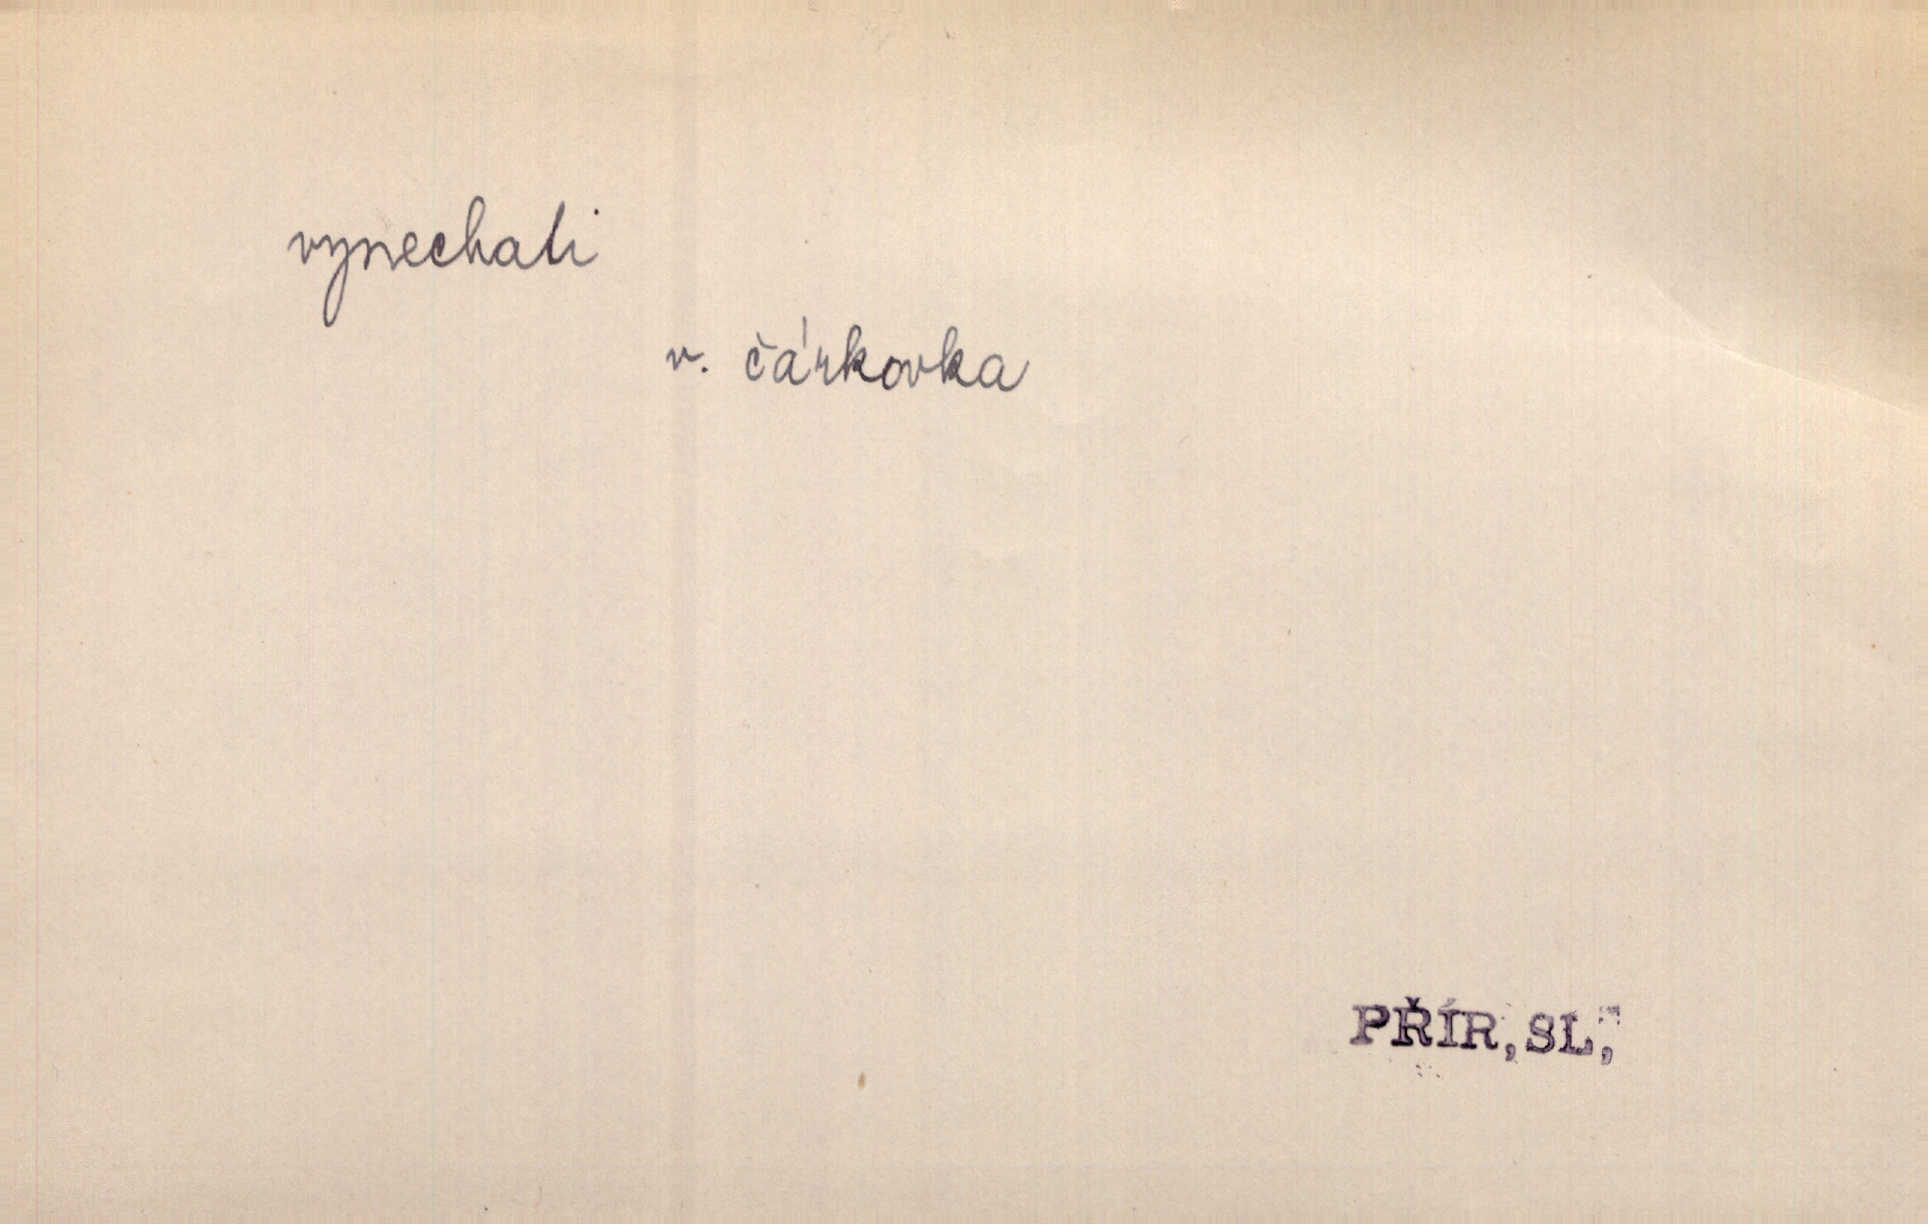 vynechati
v. čárkovka
PŘÍR, SL,